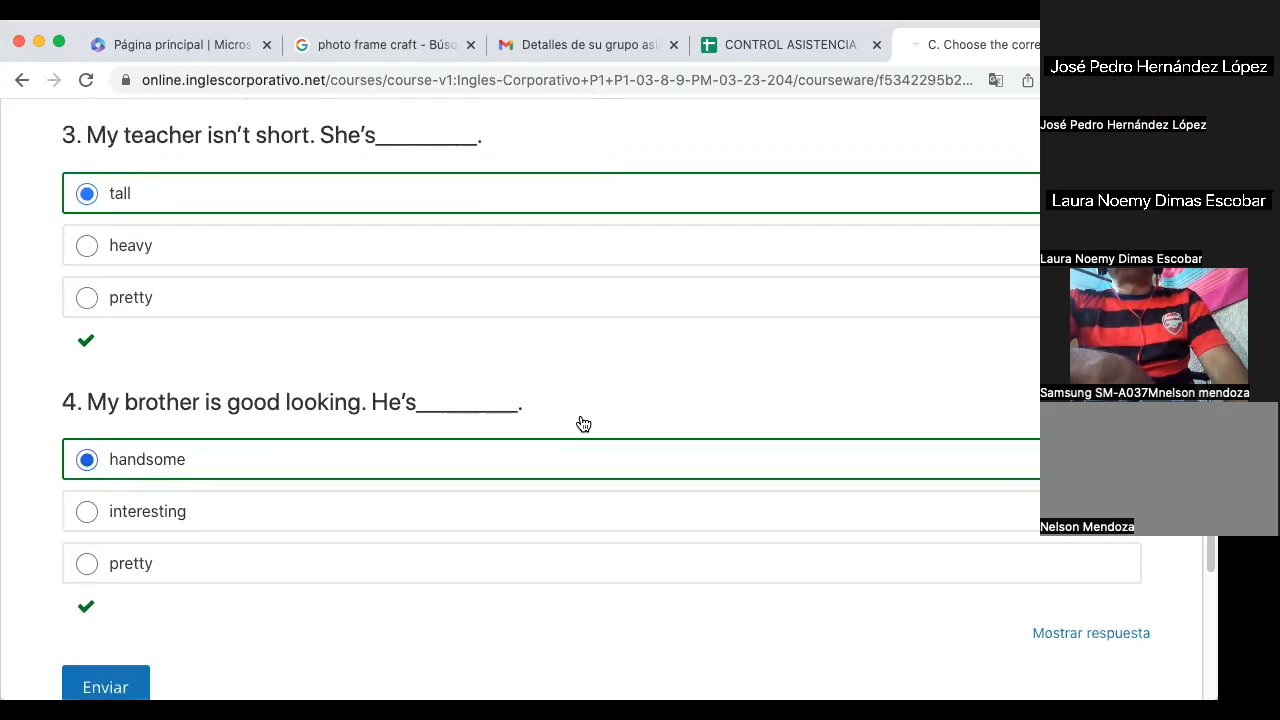 Página principal | Micros
photo frame craft - Búsq
Detalles de su grupo asi
CONTROL ASISTENCIA
C. Choose the corre
online.inglescorporativo.net/courses/course-v1:Ingles-Corporativo+P1+P1-03-8-9-PM-03-23-204/courseware/f5342295b2...
3. My teacher isn't short. She's__________.
tall
heavy
pretty
4. My brother is good looking. He's__________.
handsome
interesting
pretty
Mostrar respuesta
Enviar
José Pedro Hernández López
José Pedro Hernández López
Laura Noemy Dimas Escobar
Laura Noemy Dimas Escobar
Arsenal
Samsung SM-A037Mnelson mendoza
Nelson Mendoza